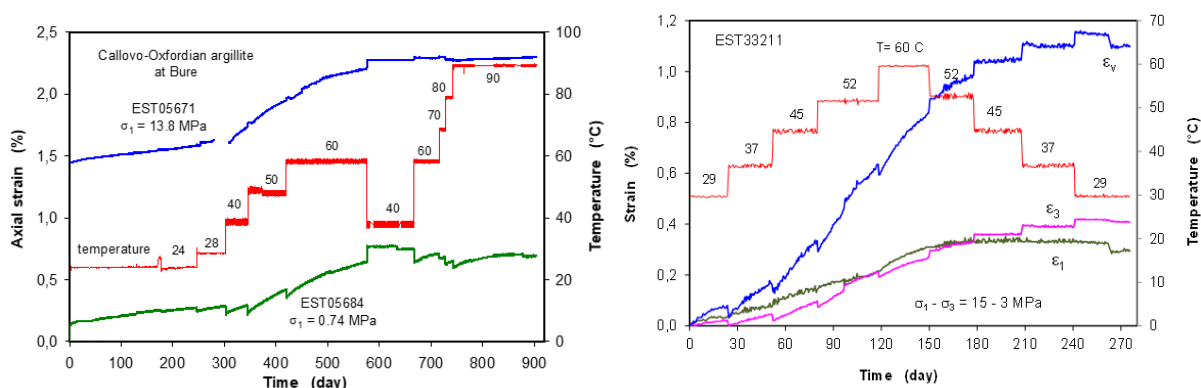 2,5
2,0
1,5
1,0
0,5
0,0
Axial strain (%)
Callovo-Oxfordian argillite
at Bure
EST05671
σ1 = 13.8 MPa
temperature
24
28
40
50
60
40
60
70
80
90
EST05684
σ1 = 0.74 MPa
100
80
60
40
20
0
Temperature (°C)
0 100 200 300 400 500 600 700 800 900
Time (day)
1,2
1,0
0,8
0,6
0,4
0,2
0,0
Strain (%)
EST33211
T= 60 C
29
37
45
52
52
45
37
29
εv
ε3
ε1
σ1 - σ3 = 15 - 3 MPa
70
60
50
40
30
20
10
0
Temperature (°C)
0 30 60 90 120 150 180 210 240 270
Time (day)